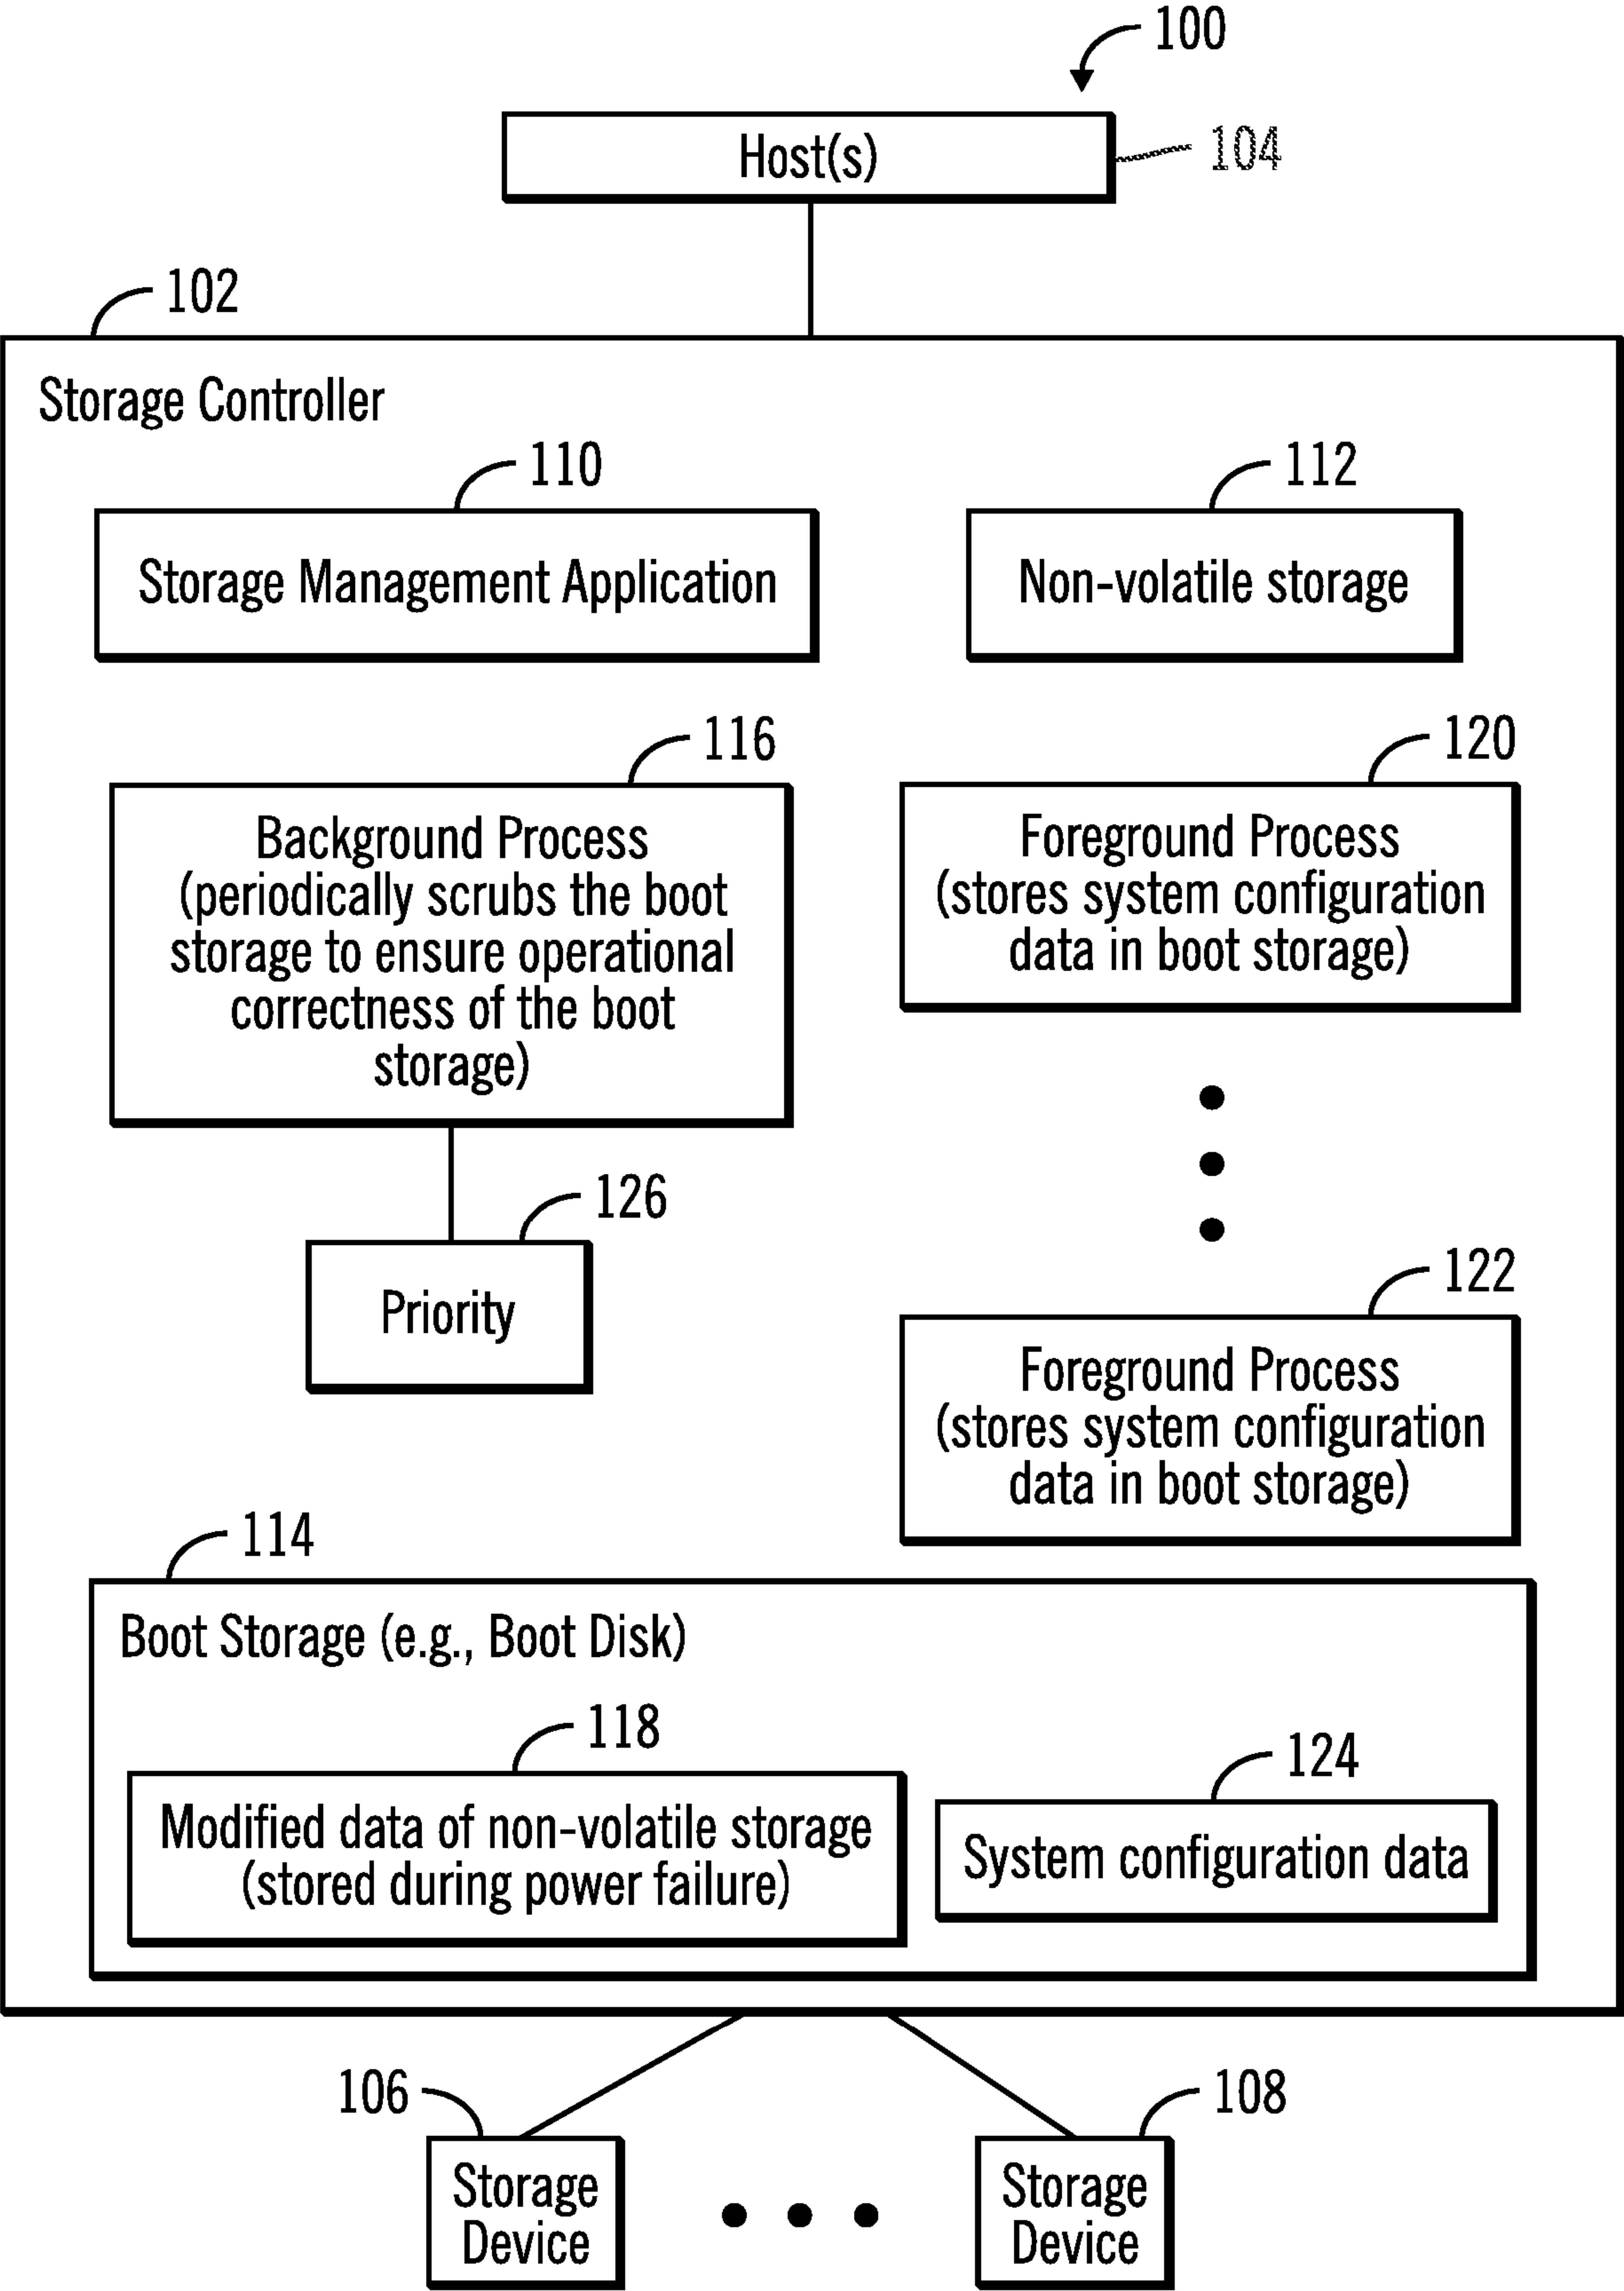 100
Host(s)
104
102
Storage Controller
110
112
Storage Management Application
Non-volatile storage
116
120
Background Process
(periodically scrubs the boot
storage to ensure operational
correctness of the boot
storage)
Foreground Process
(stores system configuration
data in boot storage)
126
Priority
122
Foreground Process
(stores system configuration
data in boot storage)
114
Boot Storage (e.g., Boot Disk)
118
124
Modified data of non-volatile storage
(stored during power failure)
System configuration data
106
108
Storage
Device
Storage
Device